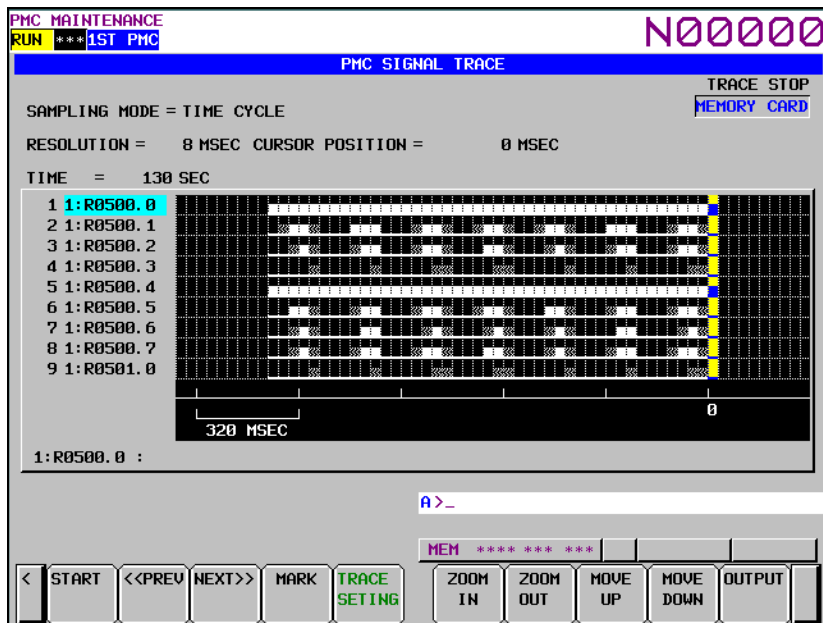 PMC MAINTENANCE
N00000
RUN *** 1ST PMC
PMC SIGNAL TRACE
TRACE STOP
SAMPLING MODE = TIME CYCLE
MEMORY CARD
RESOLUTION = 8 MSEC CURSOR POSITION = 0 MSEC
TIME = 130 SEC
1 1:R0500.0
2 1:R0500.1
3 1:R0500.2
4 1:R0500.3
5 1:R0500.4
6 1:R0500.5
7 1:R0500.6
8 1:R0500.7
9 1:R0501.0
0
320 MSEC
1:R0500.0 :
A>_
MEM **** *** ***
< START <<PREV NEXT>> MARK TRACE SETING ZOOM IN ZOOM OUT MOVE UP MOVE DOWN OUTPUT